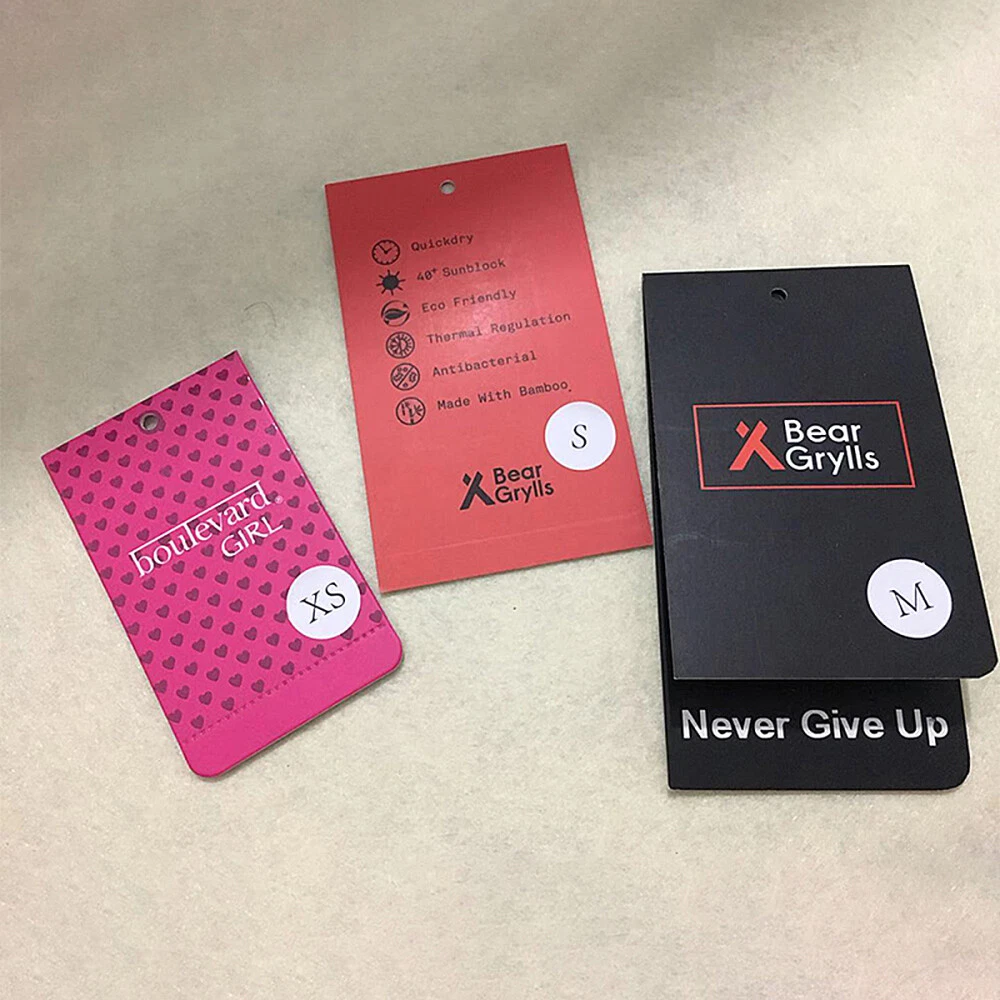 boulevard®
GIRL
XS
Quickdry
40+ Sunblock
Eco Friendly
Thermal Regulation
Antibacterial
Made With Bamboo
S
Bear
Grylls
Bear
Grylls
M
Never Give Up